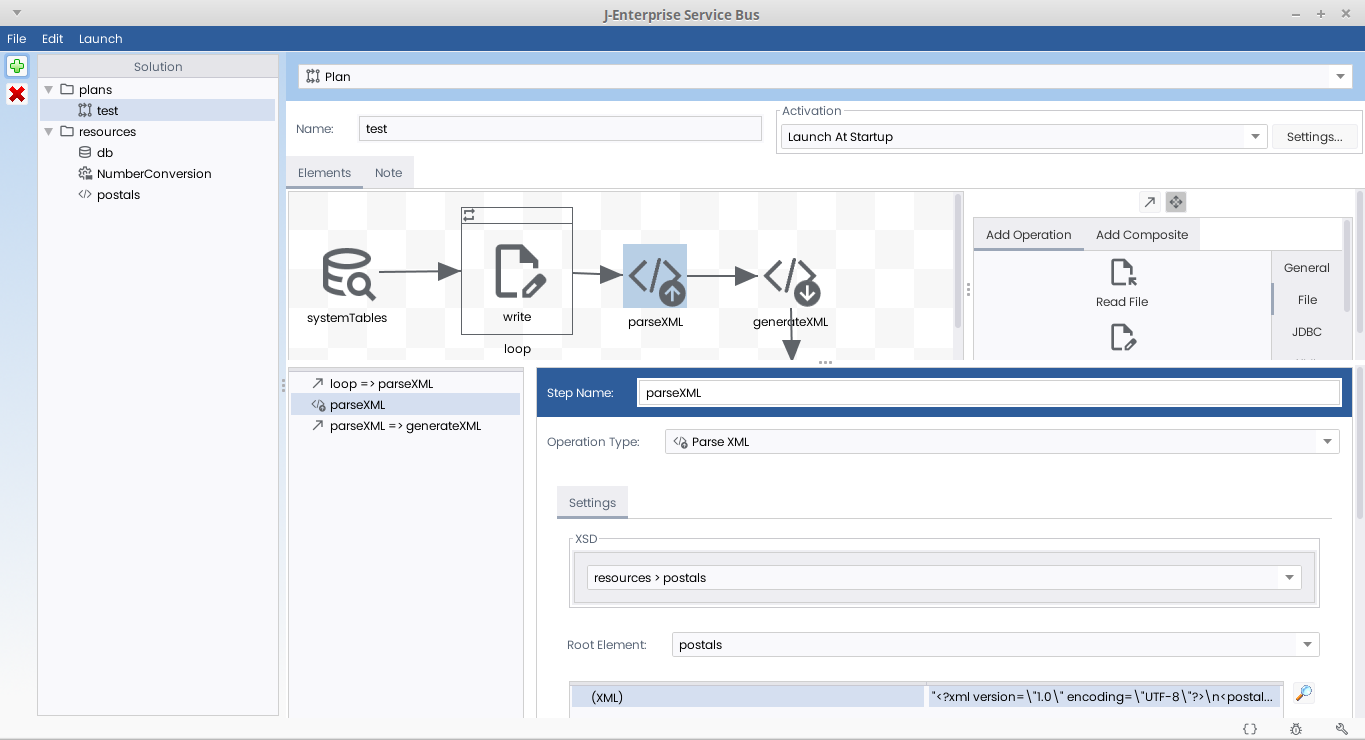 J-Enterprise Service Bus
File Edit Launch
Solution
plans
test
resources
db
NumberConversion
postals
Plan
Name: test
Activation
Launch At Startup
Settings...
Elements Note
systemTables
write
loop
parseXML
generateXML
Add Operation Add Composite
Read File
General
File
JDBC
loop => parseXML
parseXML
parseXML => generateXML
Step Name: parseXML
Operation Type: Parse XML
Settings
XSD
resources > postals
Root Element: postals
(XML) "<?xml version=\"1.0\" encoding=\"UTF-8\"?>\n<postal...